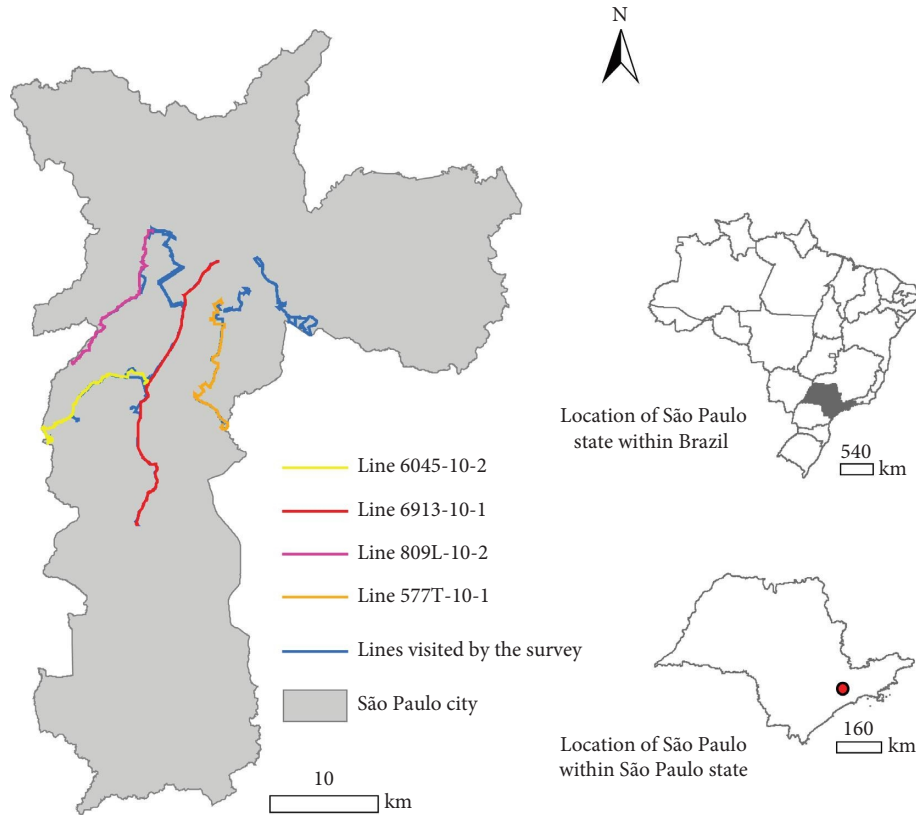 N
Location of São Paulo
state within Brazil
540
km
Line 6045-10-2
Line 6913-10-1
Line 809L-10-2
Line 577T-10-1
Lines visited by the survey
São Paulo city
10
km
160
km
Location of São Paulo
within São Paulo state